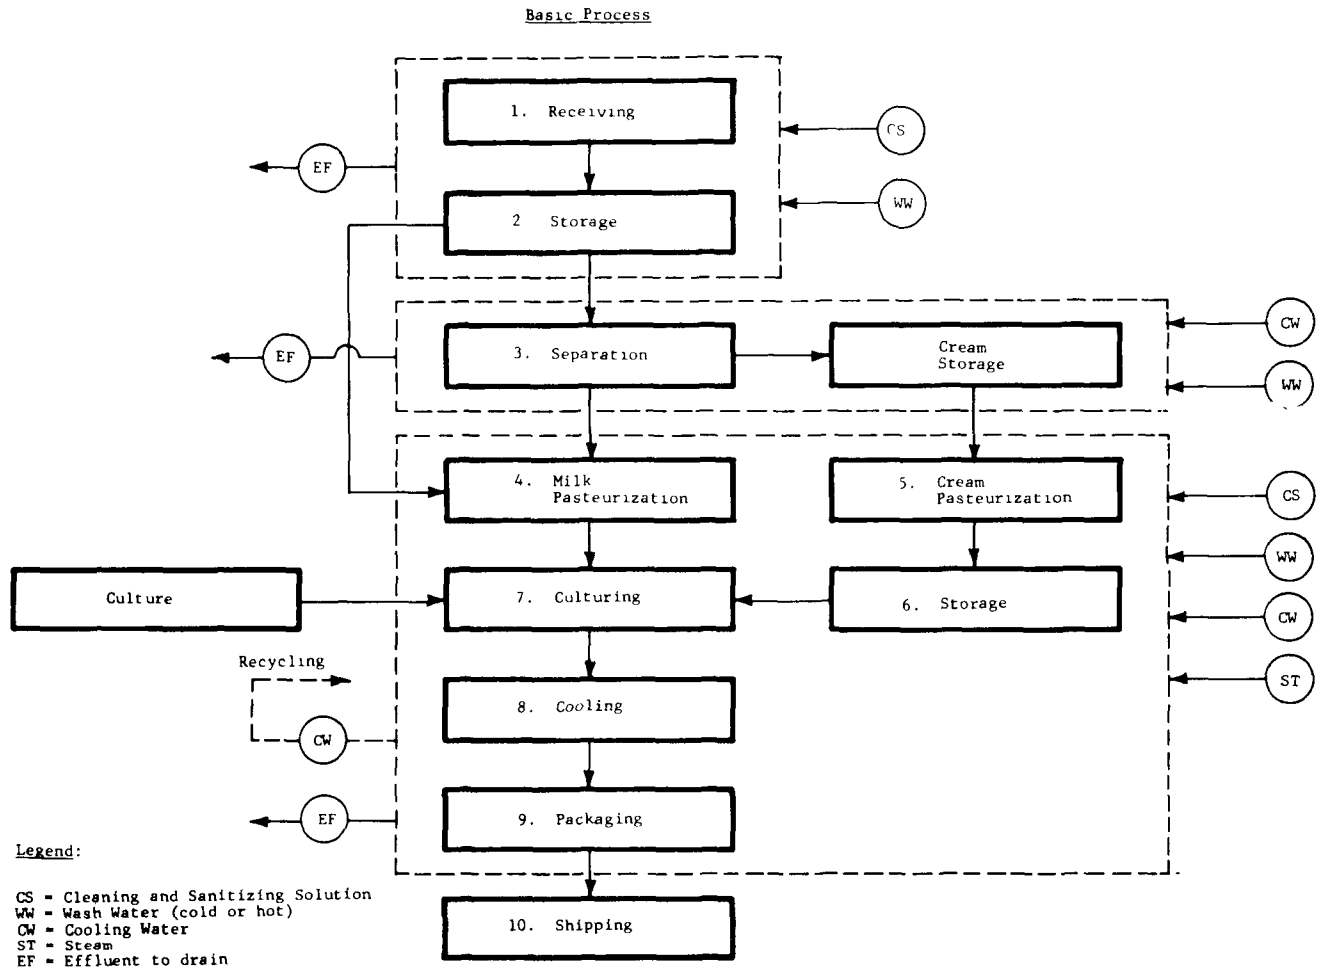 Basic Process
1. Receiving
CS
EF
WW
2 Storage
CW
3. Separation
Cream
Storage
EF
WW
4. Milk
Pasteurization
5. Cream
Pasteurization
CS
WW
Culture
7. Culturing
6. Storage
CW
Recycling
ST
8. Cooling
CW
9. Packaging
EF
Legend:
CS = Cleaning and Sanitizing Solution
WW = Wash Water (cold or hot)
CW = Cooling Water
ST = Steam
EF = Effluent to drain
10. Shipping